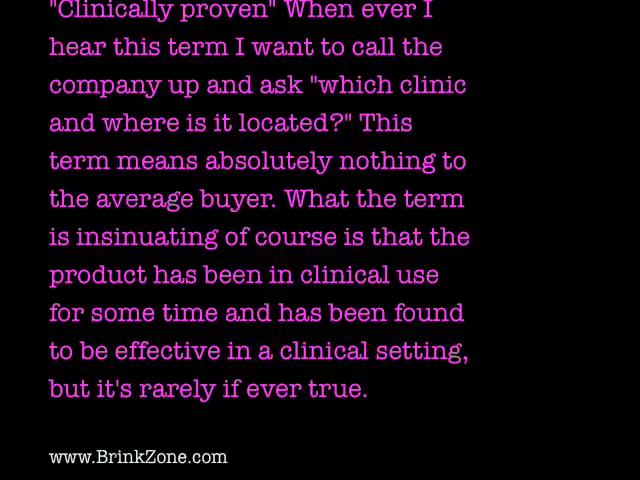 "Clinically proven" When ever I
hear this term I want to call the
company up and ask "which clinic
and where is it located?" This
term means absolutely nothing to
the average buyer. What the term
is insinuating of course is that the
product has been in clinical use
for some time and has been found
to be effective in a clinical setting,
but it's rarely if ever true.
www.BrinkZone.com